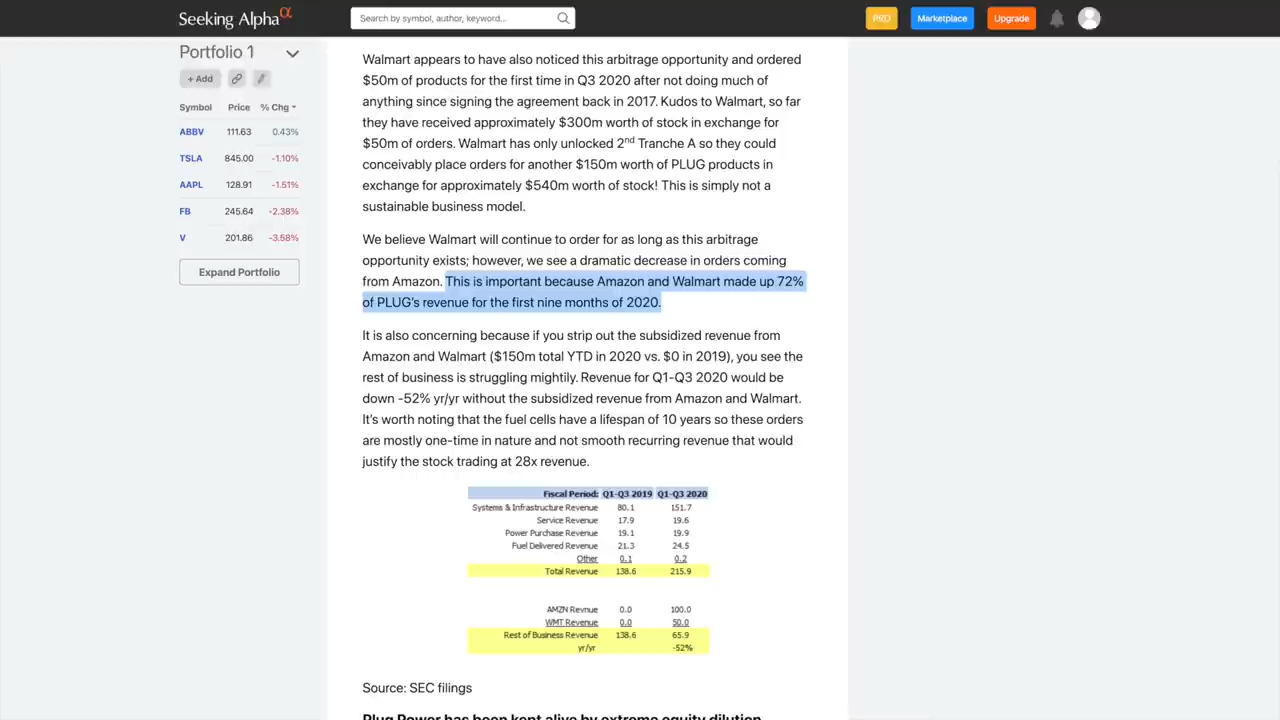 Seeking Alpha α
Search by symbol, author, keyword...
PRO
Marketplace
Upgrade
Portfolio 1
+ Add
Symbol Price % Chg
ABBV 111.63 0.43%
TSLA 845.00 -1.10%
AAPL 128.91 -1.51%
FB 245.64 -2.38%
V 201.86 -3.58%
Expand Portfolio
Walmart appears to have also noticed this arbitrage opportunity and ordered
$50m of products for the first time in Q3 2020 after not doing much of
anything since signing the agreement back in 2017. Kudos to Walmart, so far
they have received approximately $300m worth of stock in exchange for
$50m of orders. Walmart has only unlocked 2nd Tranche A so they could
conceivably place orders for another $150m worth of PLUG products in
exchange for approximately $540m worth of stock! This is simply not a
sustainable business model.
We believe Walmart will continue to order for as long as this arbitrage
opportunity exists; however, we see a dramatic decrease in orders coming
from Amazon. This is important because Amazon and Walmart made up 72%
of PLUG's revenue for the first nine months of 2020.
It is also concerning because if you strip out the subsidized revenue from
Amazon and Walmart ($150m total YTD in 2020 vs. $0 in 2019), you see the
rest of business is struggling mightily. Revenue for Q1-Q3 2020 would be
down -52% yr/yr without the subsidized revenue from Amazon and Walmart.
It's worth noting that the fuel cells have a lifespan of 10 years so these orders
are mostly one-time in nature and not smooth recurring revenue that would
justify the stock trading at 28x revenue.
Fiscal Period: Q1-Q3 2019 Q1-Q3 2020
Systems & Infrastructure Revenue 80.1 151.7
Service Revenue 17.9 19.6
Power Purchase Revenue 19.1 19.9
Fuel Delivered Revenue 21.3 24.5
Other 0.1 0.2
Total Revenue 138.6 215.9
AMZN Revnue 0.0 100.0
WMT Revenue 0.0 50.0
Rest of Business Revenue 138.6 65.9
yr/yr -52%
Source: SEC filings
Plug Power has been kept alive by extreme equity dilution